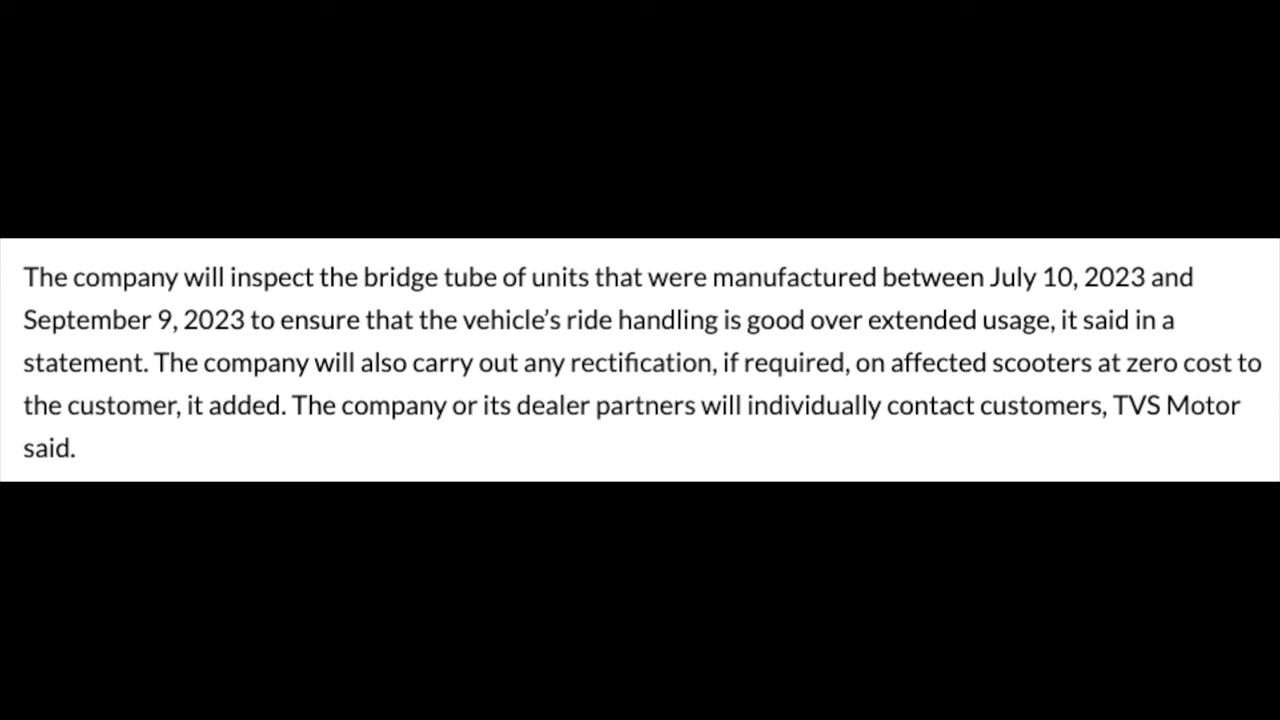 The company will inspect the bridge tube of units that were manufactured between July 10, 2023 and
September 9, 2023 to ensure that the vehicle’s ride handling is good over extended usage, it said in a
statement. The company will also carry out any rectification, if required, on affected scooters at zero cost to
the customer, it added. The company or its dealer partners will individually contact customers, TVS Motor
said.